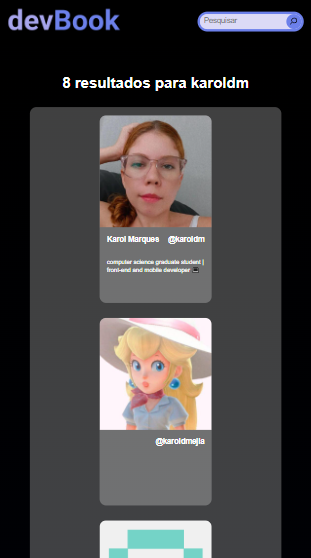 devBook
Pesquisar
8 resultados para karoldm
Karol Marques @karoldm
computer science graduate student |
front-end and mobile developer 💻
@karoldmejia